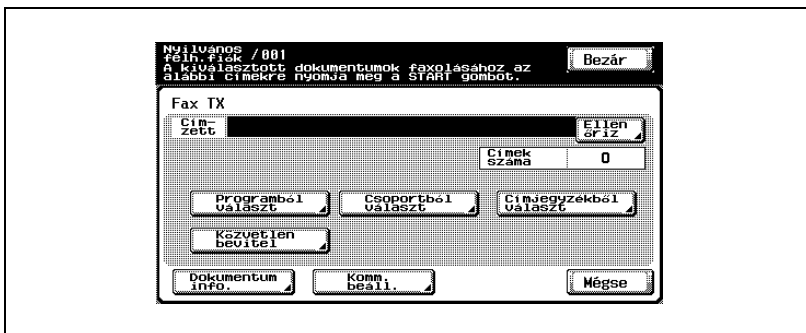 Nyilvános
felh.fiók /001
A kiválasztott dokumentumok faxolásához az
alábbi címekre nyomja meg a START gombot.
Bezár
Fax TX
Cím-
zett
Ellen
őriz
Címek
száma
0
Programból
választ
Csoportból
választ
Címjegyzékből
választ
Közvetlen
bevitel
Dokumentum
info.
Komm.
beáll.
Mégse